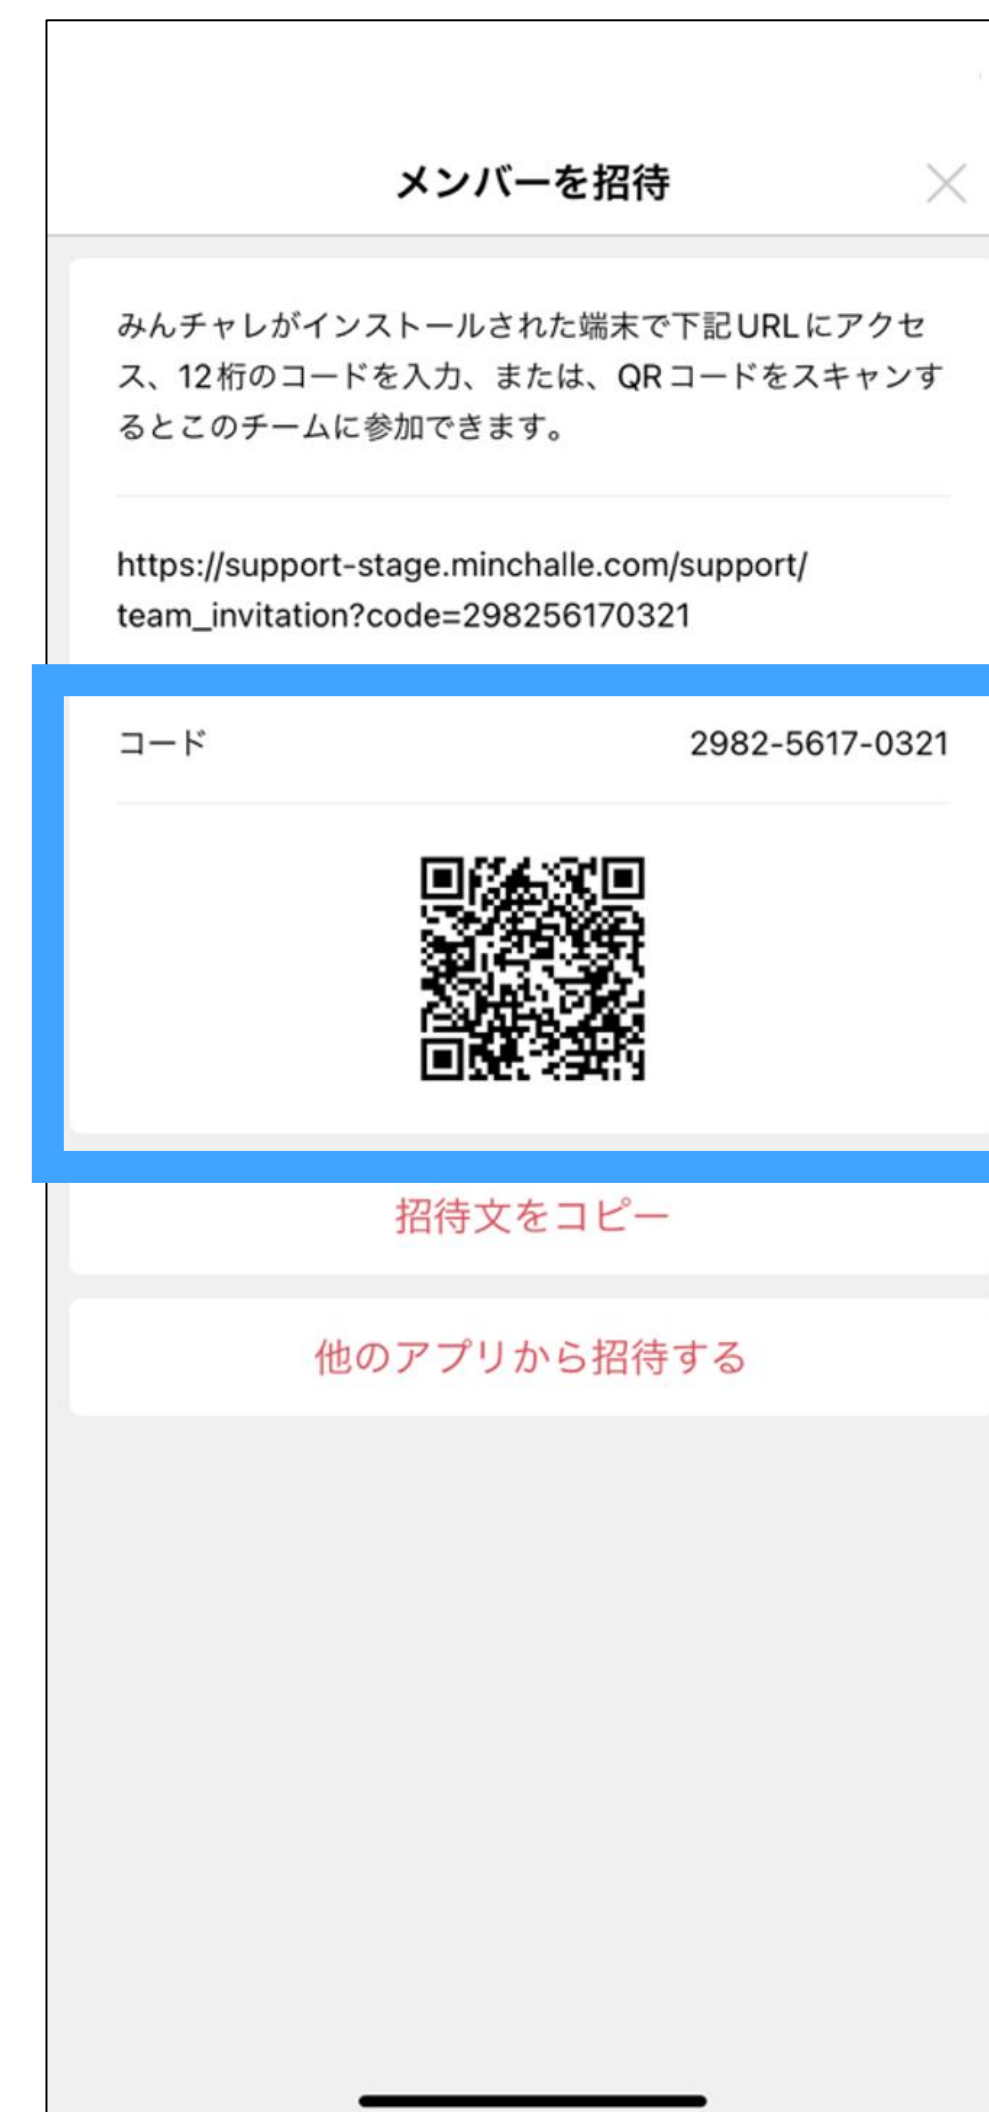 メンバーを招待
みんチャレがインストールされた端末で下記URLにアクセ
ス、12桁のコードを入力、または、QRコードをスキャンす
るとこのチームに参加できます。
https://support-stage.minchalle.com/support/
team_invitation?code=298256170321
コード 2982-5617-0321
招待文をコピー
他のアプリから招待する